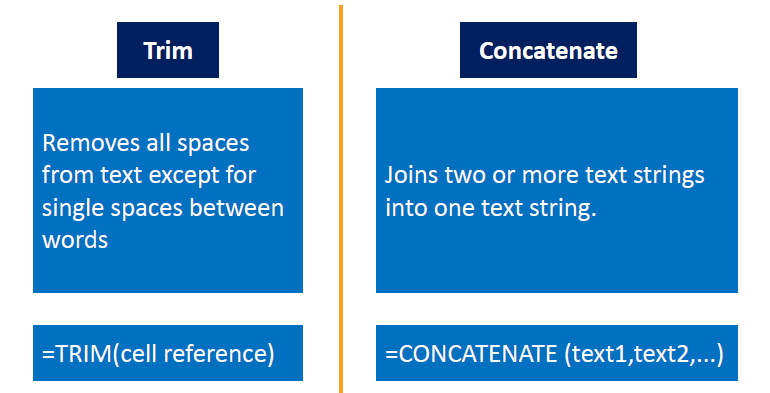 Trim
Removes all spaces
from text except for
single spaces between
words
=TRIM(cell reference)
Concatenate
Joins two or more text strings
into one text string.
=CONCATENATE (text1,text2,...)